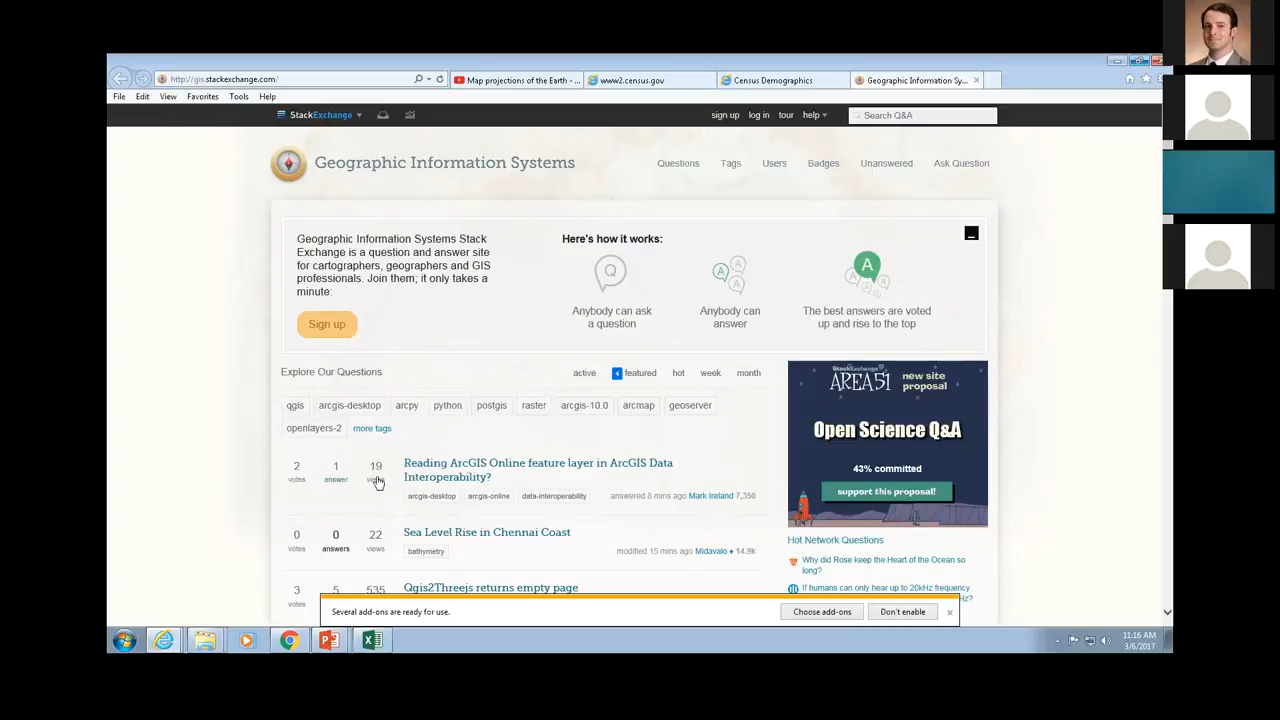 http://gis.stackexchange.com/
Map projections of the Earth - ...
www2.census.gov
Census Demographics
Geographic Information Sy...
File Edit View Favorites Tools Help
StackExchange
sign up log in tour help
Search Q&A
Geographic Information Systems
Questions Tags Users Badges Unanswered Ask Question
Geographic Information Systems Stack
Exchange is a question and answer site
for cartographers, geographers and GIS
professionals. Join them; it only takes a
minute:
Sign up
Here's how it works:
Q
A
A
A
A
Anybody can ask
a question
Anybody can
answer
The best answers are voted
up and rise to the top
Explore Our Questions
active 4 featured hot week month
qgis arcgis-desktop arcpy python postgis raster arcgis-10.0 arcmap geoserver
openlayers-2 more tags
2 votes
1 answer
19 views
Reading ArcGIS Online feature layer in ArcGIS Data
Interoperability?
arcgis-desktop arcgis-online data-interoperability
answered 8 mins ago Mark Ireland 7,350
0 votes
0 answers
22 views
Sea Level Rise in Chennai Coast
bathymetry
modified 15 mins ago Midavalo ♦ 14.9k
3 votes
5
535
Qgis2Threejs returns empty page
StackExchange
AREA51
new site
proposal
Open Science Q&A
43% committed
support this proposal!
Hot Network Questions
Why did Rose keep the Heart of the Ocean so
long?
If humans can only hear up to 20kHz frequency
Several add-ons are ready for use.
Choose add-ons
Don't enable
11:16 AM
3/6/2017